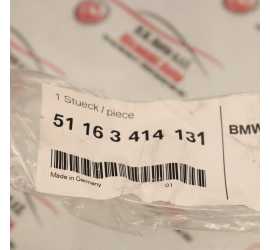 1 Stueck / piece
51 16 3 414 131
BMW
Made in Germany
01